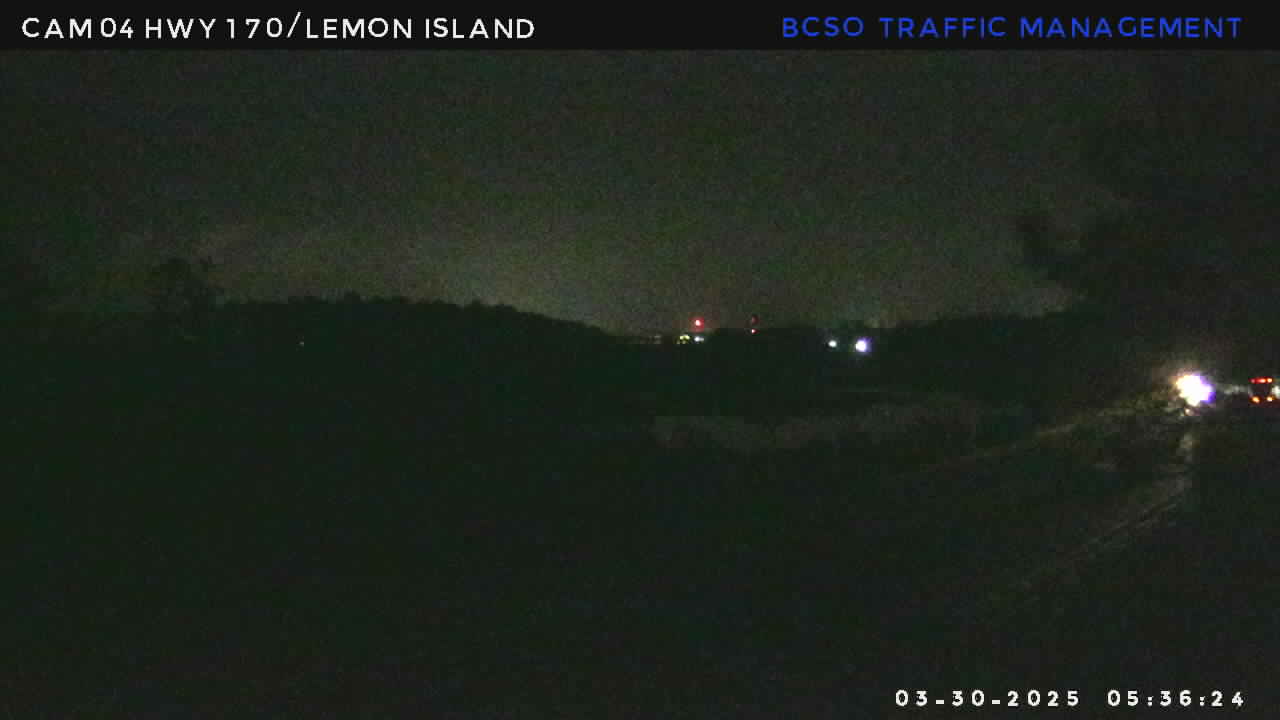 CAM04 HWY 170/LEMON ISLAND
BCSO TRAFFIC MANAGEMENT
03-30-2025 05:36:24